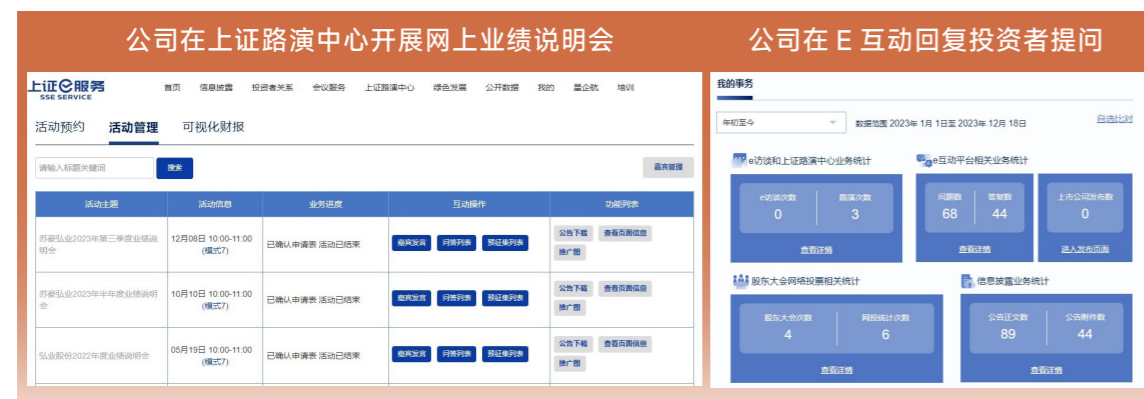 公司在上证路演中心开展网上业绩说明会
公司在 E 互动回复投资者提问
上证e服务
SSE SERVICE
首页 信息披露 投资者关系 会议服务 上证路演中心 绿色发展 公开数据 我的 星企航 培训
活动预约 活动管理 可视化财报
请输入标题关键词 搜索 嘉宾管理
活动主题 活动信息 业务进度 互动操作 功能列表
苏豪弘业2023年第三季度业绩说
明会
12月08日 10:00-11:00
(模式7)
已确认申请表 活动已结束
嘉宾发言 问答列表 预征集列表
公告下载 查看页面信息
推广图
苏豪弘业2023年半年度业绩说明
会
10月10日 10:00-11:00
(模式7)
已确认申请表 活动已结束
嘉宾发言 问答列表 预征集列表
公告下载 查看页面信息
推广图
弘业股份2022年度业绩说明会
05月19日 10:00-11:00
(模式7)
已确认申请表 活动已结束
嘉宾发言 问答列表 预征集列表
公告下载 查看页面信息
推广图
我的事务
年初至今 数据范围 2023年 1月 1日至 2023年 12月 18日 自选比对
e访谈和上证路演中心业务统计
e访谈次数 路演次数
0 3
查看详情
e互动平台相关业务统计
问题数 答复数 上市公司发布数
68 44 0
查看详情 进入发布页面
股东大会网络投票相关统计
股东大会次数 网投统计次数
4 6
查看详情
信息披露业务统计
公告正文数 公告附件数
89 44
查看详情